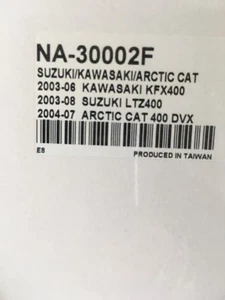 NA-30002F
SUZUKI/KAWASAKI/ARCTIC CAT
2003-06 KAWASAKI KFX400
2003-08 SUZUKI LTZ400
2004-07 ARCTIC CAT 400 DVX
E8 PRODUCED IN TAIWAN